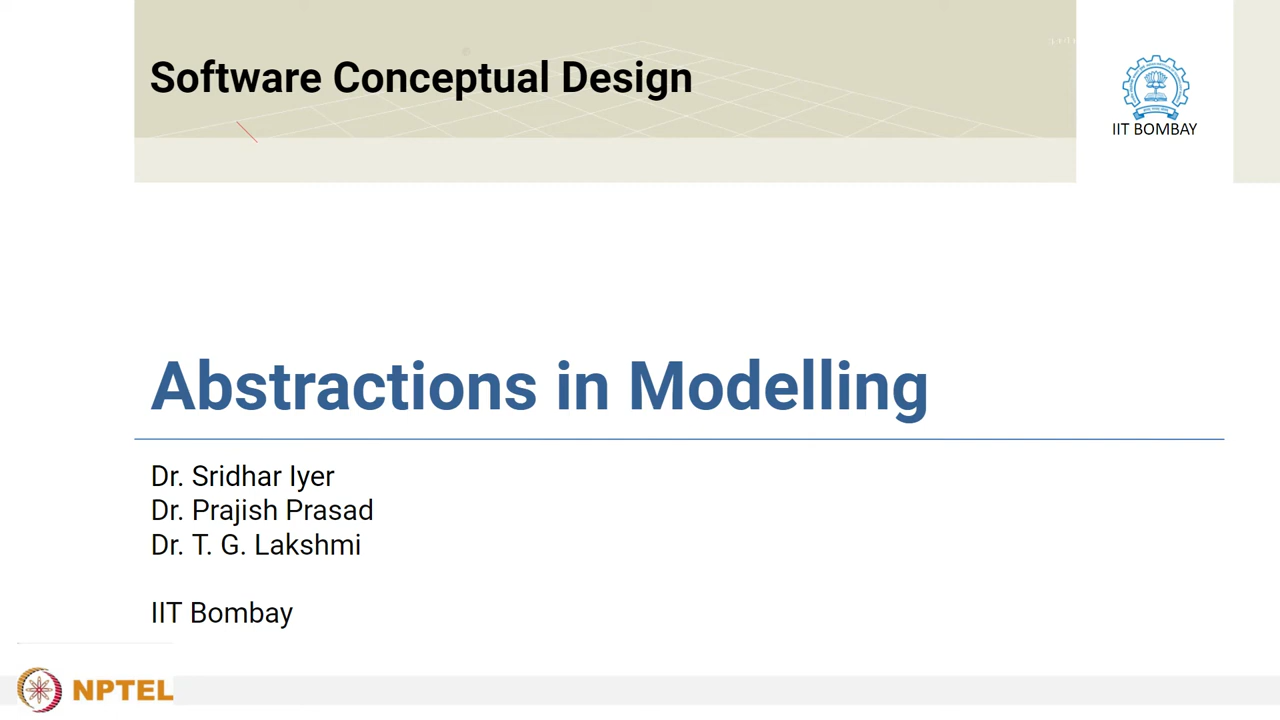 Software Conceptual Design
IIT BOMBAY
Abstractions in Modelling
Dr. Sridhar Iyer
Dr. Prajish Prasad
Dr. T. G. Lakshmi
IIT Bombay
NPTEL